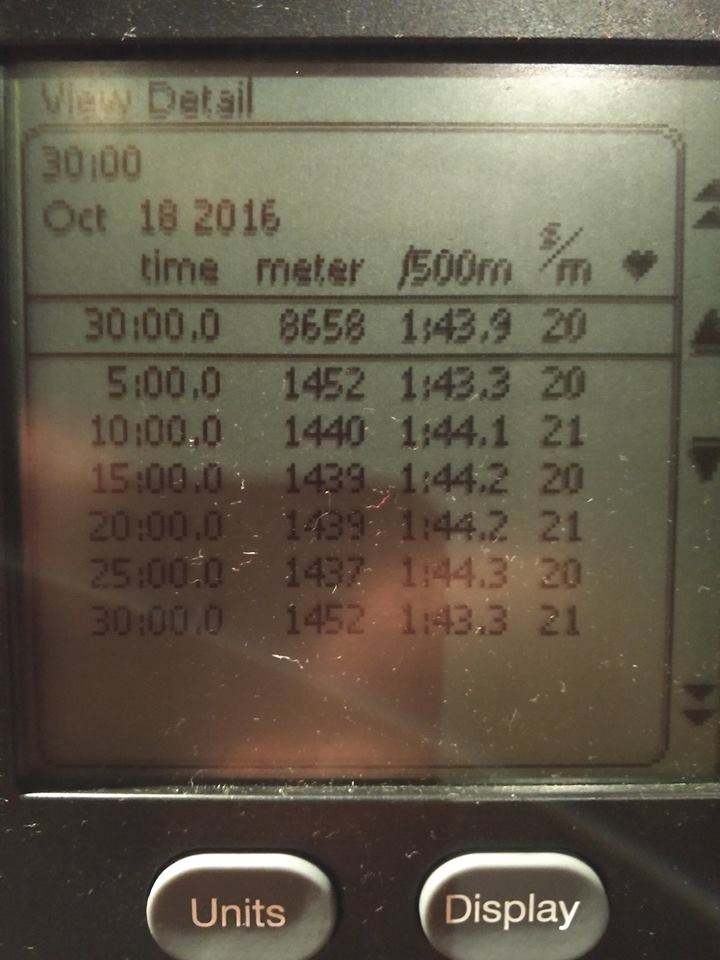 View Detail
30:00
Oct 18 2016
time meter /500m s/m ♥
30:00.0 8658 1:43.9 20
5:00.0 1452 1:43.3 20
10:00.0 1440 1:44.1 21
15:00.0 1439 1:44.2 20
20:00.0 1439 1:44.2 21
25:00.0 1437 1:44.3 20
30:00.0 1452 1:43.3 21
Units Display